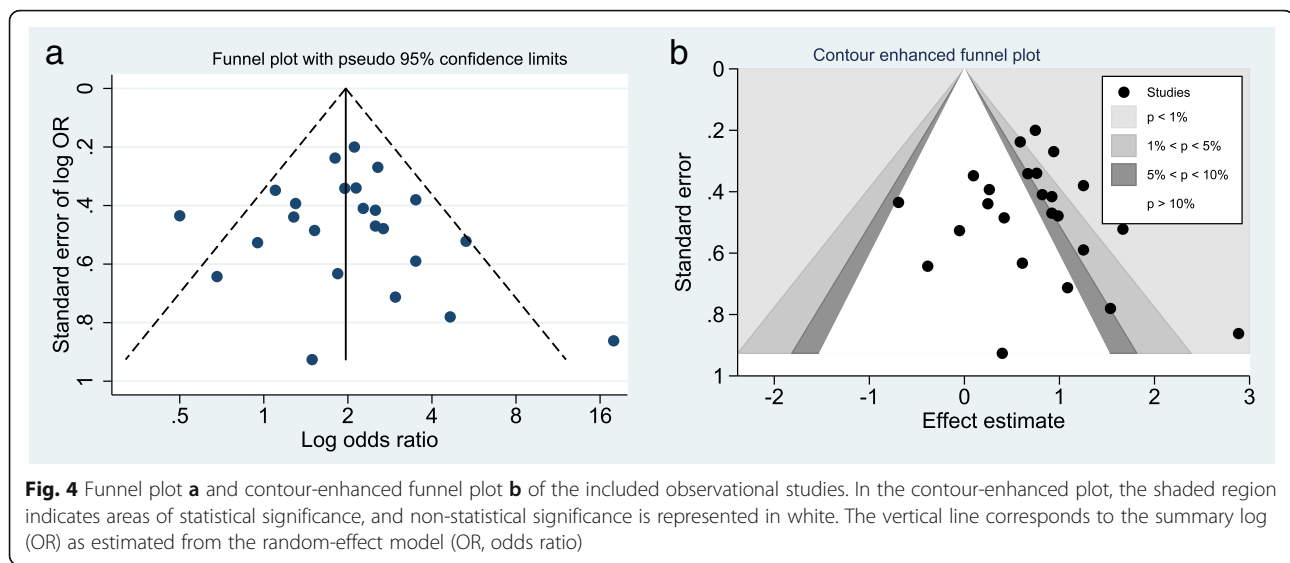 a
Funnel plot with pseudo 95% confidence limits
0
.2
.4
.6
.8
1
Standard error of log OR
.5 1 2 4 8 16
Log odds ratio
b
Contour enhanced funnel plot
0
.2
.4
.6
.8
1
Standard error
Studies
p < 1%
1% < p < 5%
5% < p < 10%
p > 10%
-2 -1 0 1 2 3
Effect estimate
Fig. 4 Funnel plot a and contour-enhanced funnel plot b of the included observational studies. In the contour-enhanced plot, the shaded region
indicates areas of statistical significance, and non-statistical significance is represented in white. The vertical line corresponds to the summary log
(OR) as estimated from the random-effect model (OR, odds ratio)